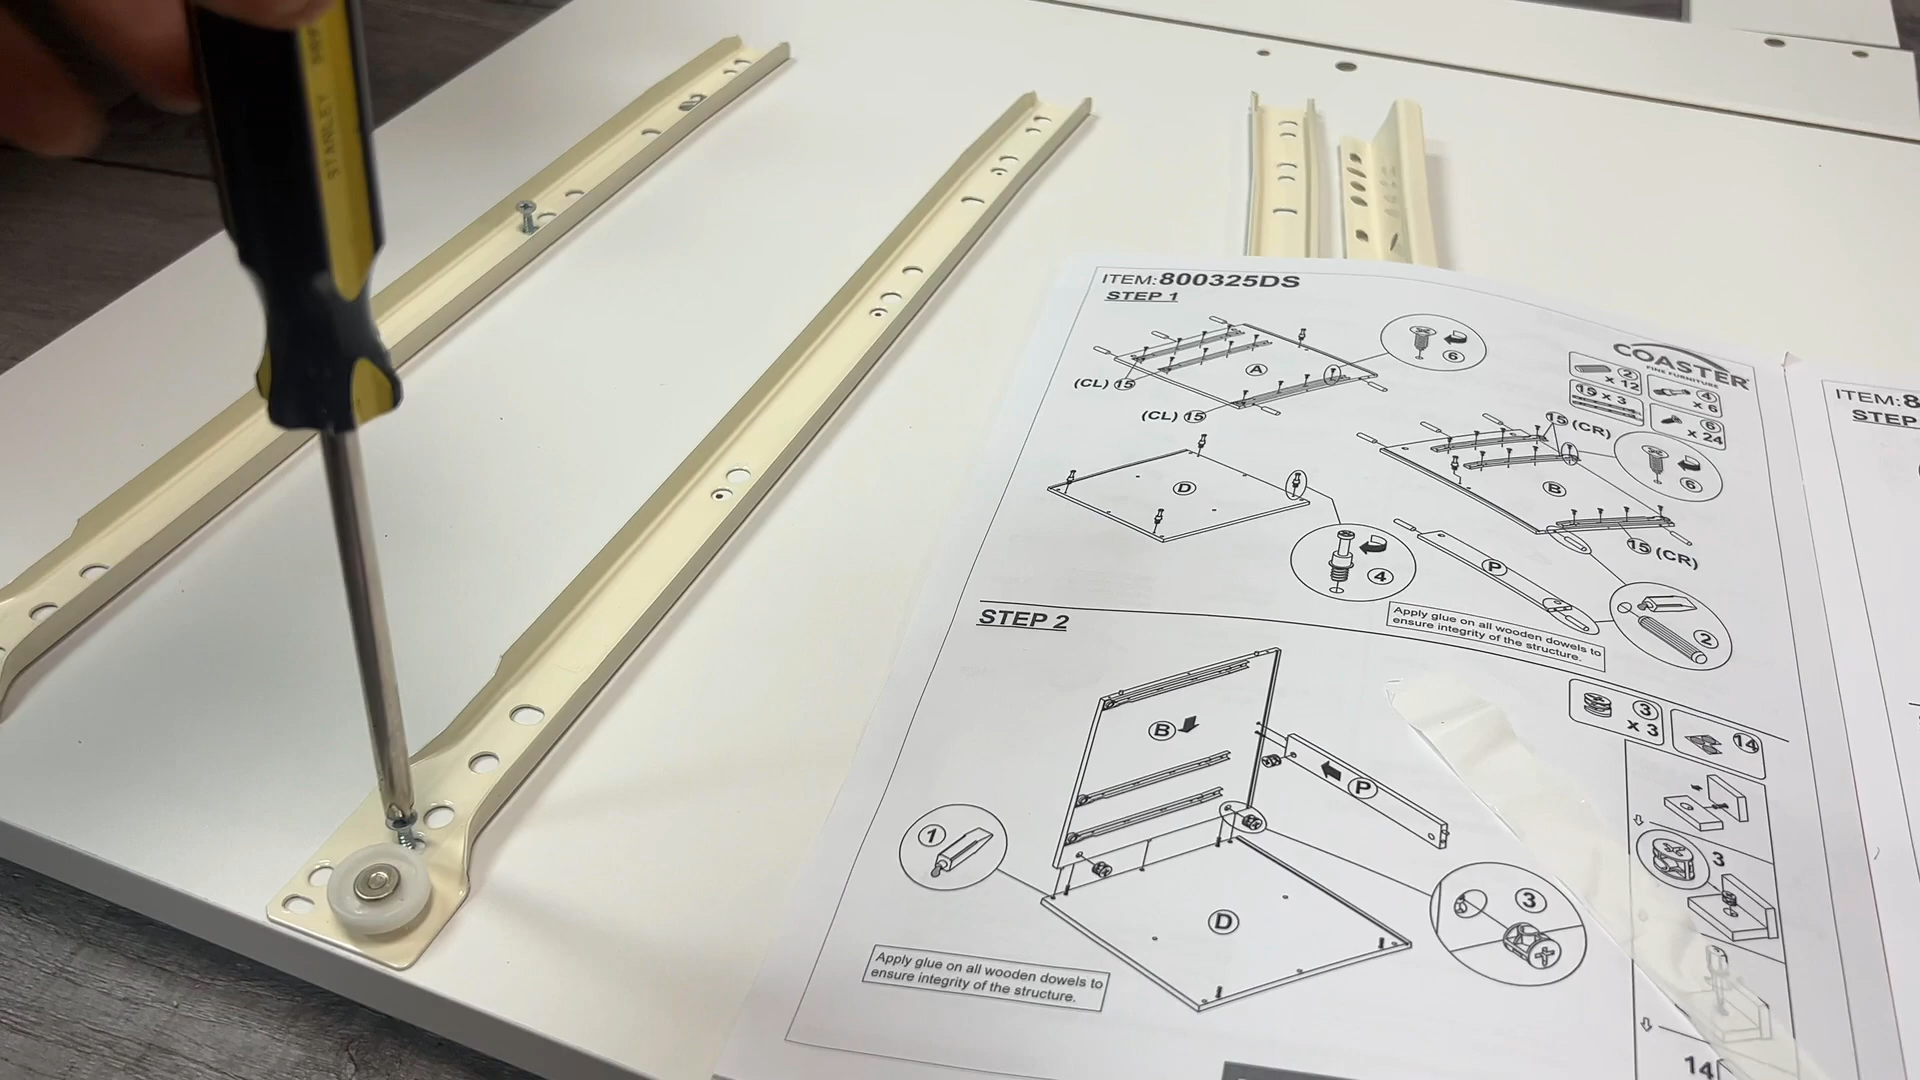 STANLEY
ITEM:800325DS
STEP 1
COASTER
FINE FURNITURE
6
A
(CL) 15
(CL) 15
2
x 12
4
x 6
15 x 3
6
x 24
15 (CR)
6
B
D
4
15 (CR)
P
2
Apply glue on all wooden dowels to
ensure integrity of the structure.
STEP 2
3
x 3
14
B
P
1
3
3
D
Apply glue on all wooden dowels to
ensure integrity of the structure.
14
ITEM:8
STEP